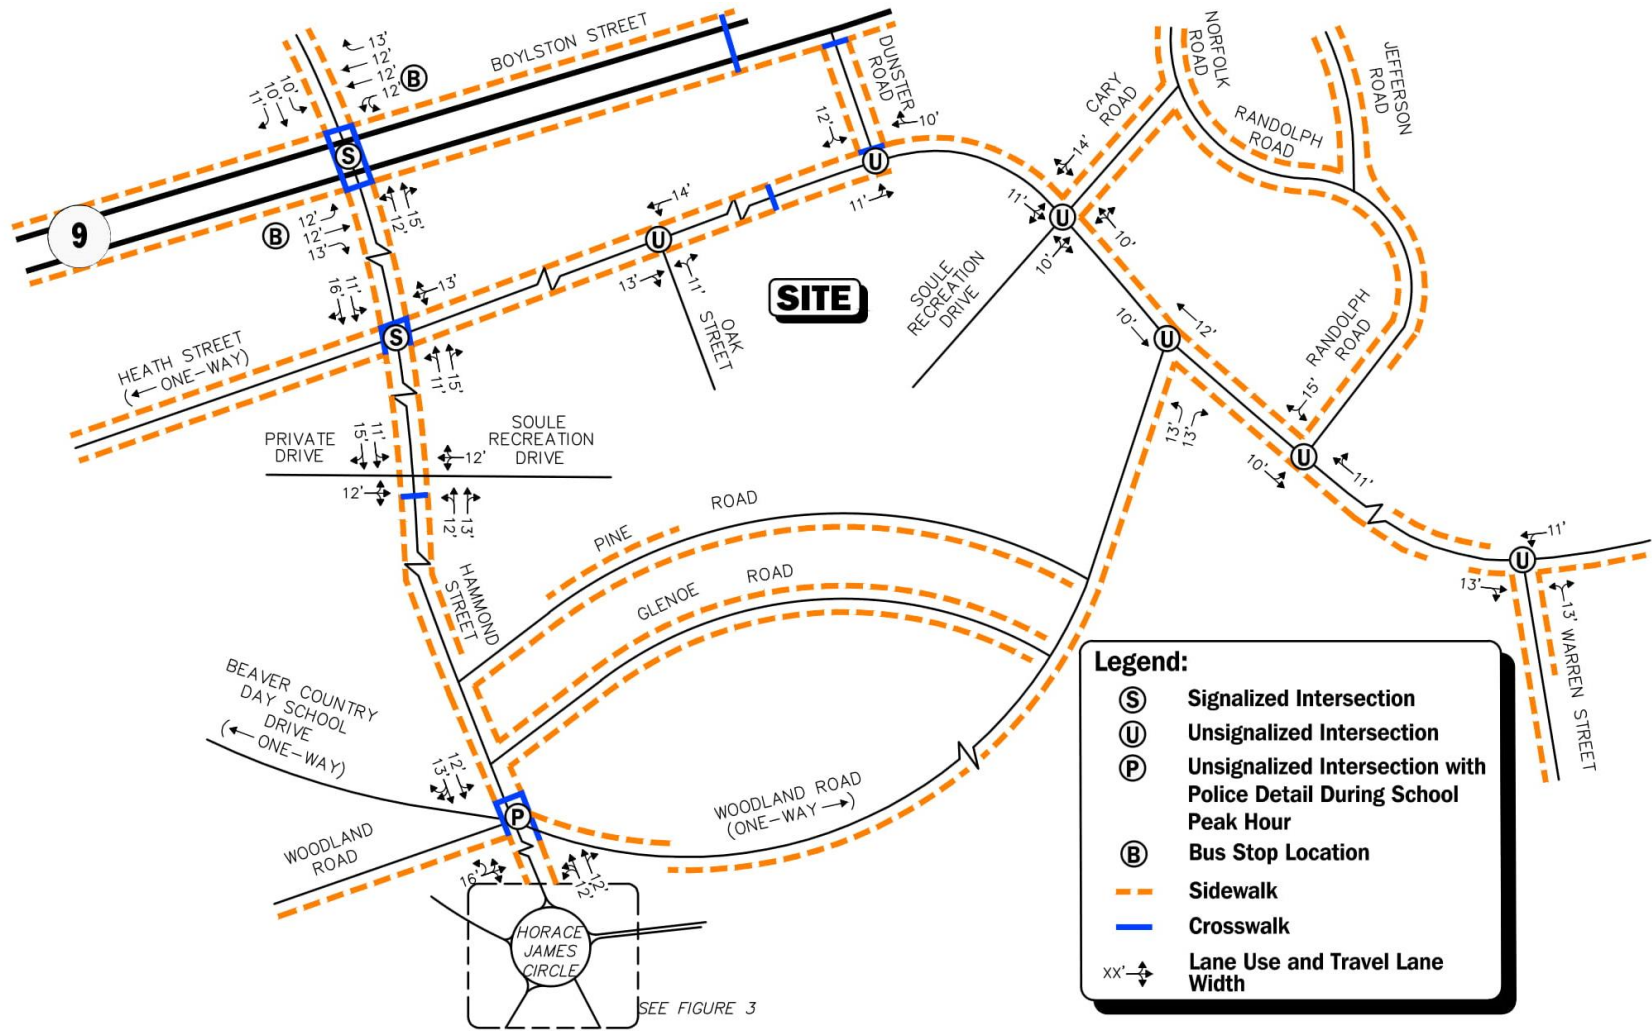 BOYLSTON STREET
DUNSTER
ROAD
CARY
ROAD
NORFOLK
ROAD
RANDOLPH
ROAD
JEFFERSON
ROAD
13'
12'
12'
12'
B
10'
10'
11'
S
12'
10'
U
14'
11'
10'
10'
U
11'
14'
U
13'
11'
9
B
12'
12'
13'
12'
15'
16'
11'
13'
S
11'
15'
SITE
OAK
STREET
SOULE
RECREATION
DRIVE
10'
12'
U
RANDOLPH
ROAD
15'
HEATH STREET
(← ONE-WAY)
13'
13'
10'
U
11'
PRIVATE
DRIVE
15'
11'
12'
SOULE
RECREATION
DRIVE
12'
12'
13'
PINE
ROAD
GLENOE
ROAD
HAMMOND
STREET
11'
U
13'
13'
WARREN STREET
BEAVER COUNTRY
DAY SCHOOL
DRIVE
(← ONE-WAY)
13'
12'
P
WOODLAND
ROAD
WOODLAND ROAD
(ONE-WAY →)
16'
12'
12'
HORACE
JAMES
CIRCLE
SEE FIGURE 3
Legend:
S Signalized Intersection
U Unsignalized Intersection
P Unsignalized Intersection with
Police Detail During School
Peak Hour
B Bus Stop Location
Sidewalk
Crosswalk
XX' Lane Use and Travel Lane
Width